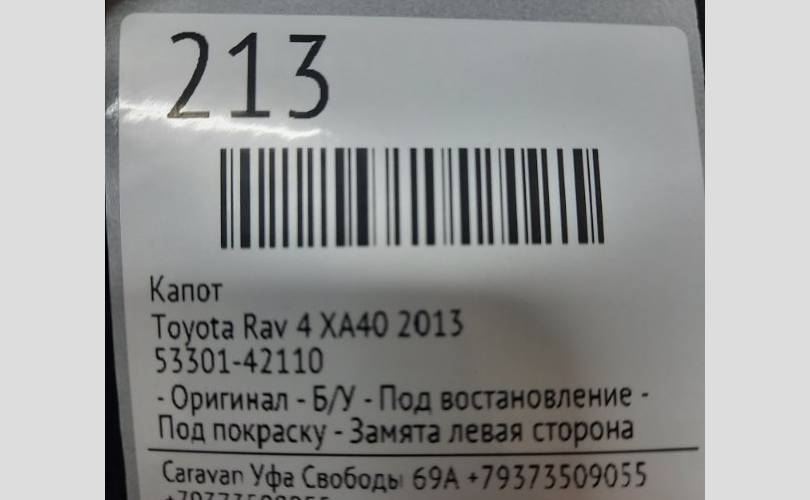 213
Капот
Toyota Rav 4 XA40 2013
53301-42110
- Оригинал - Б/У - Под востановление -
Под покраску - Замята левая сторона
Caravan Уфа Свободы 69А +79373509055